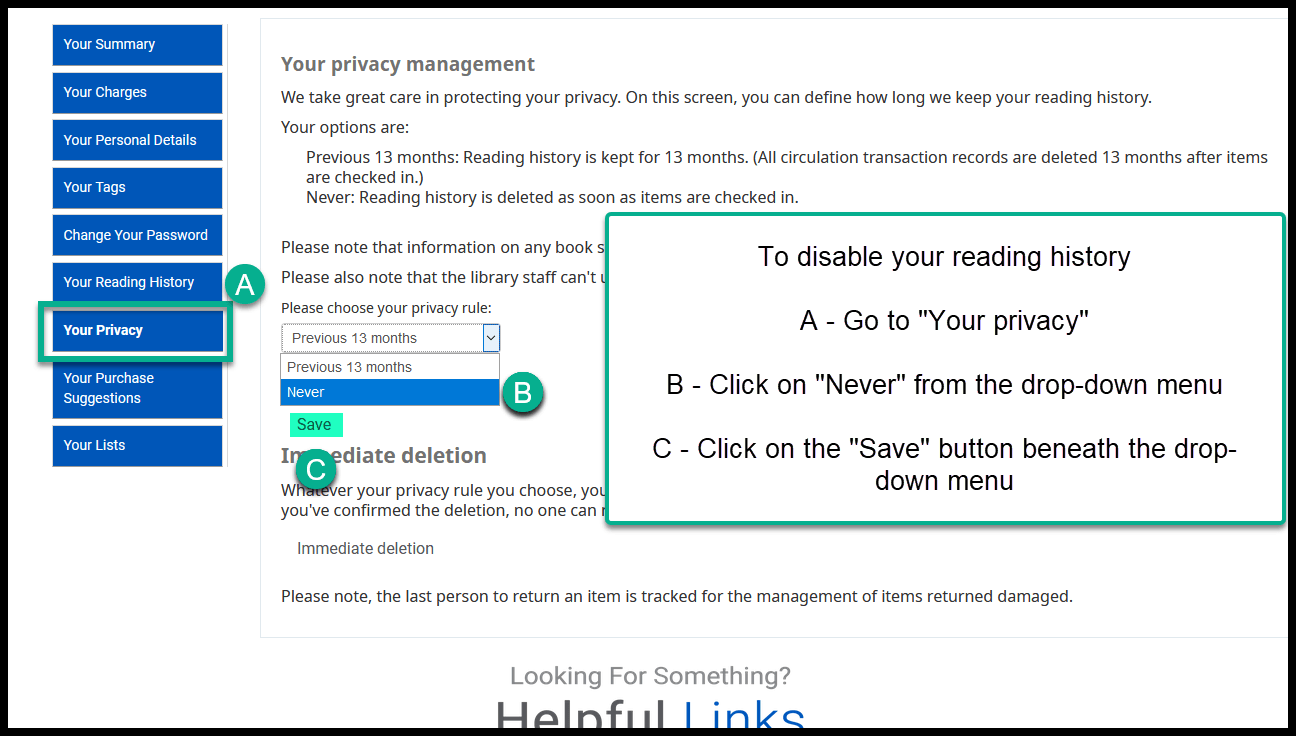 Your Summary
Your Charges
Your Personal Details
Your Tags
Change Your Password
Your Reading History
A
Your Privacy
Your Purchase
Suggestions
Your Lists
Your privacy management
We take great care in protecting your privacy. On this screen, you can define how long we keep your reading history.
Your options are:
Previous 13 months: Reading history is kept for 13 months. (All circulation transaction records are deleted 13 months after items
are checked in.)
Never: Reading history is deleted as soon as items are checked in.
Please note that information on any book
Please also note that the library staff can't
Please choose your privacy rule:
Previous 13 months
Previous 13 months
Never
B
Save
deletion
C
Whatever your privacy rule you choose,
you've confirmed the deletion, no one can
Immediate deletion
Please note, the last person to return an item is tracked for the management of items returned damaged.
To disable your reading history
A - Go to "Your privacy"
B - Click on "Never" from the drop-down menu
C - Click on the "Save" button beneath the drop-
down menu
Looking For Something?
Helpful Links